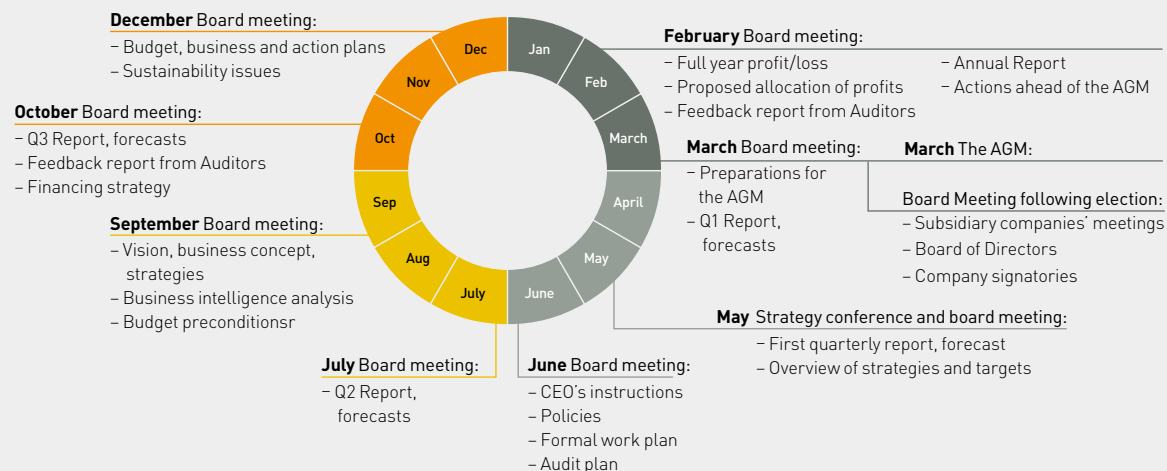 December Board meeting:
– Budget, business and action plans
– Sustainability issues
October Board meeting:
– Q3 Report, forecasts
– Feedback report from Auditors
– Financing strategy
September Board meeting:
– Vision, business concept,
strategies
– Business intelligence analysis
– Budget preconditionsr
July Board meeting:
– Q2 Report,
forecasts
June Board meeting:
– CEO's instructions
– Policies
– Formal work plan
– Audit plan
Jan
Feb
March
April
May
June
July
Aug
Sep
Oct
Nov
Dec
February Board meeting:
– Full year profit/loss
– Proposed allocation of profits
– Feedback report from Auditors
– Annual Report
– Actions ahead of the AGM
March Board meeting:
– Preparations for
the AGM
– Q1 Report,
forecasts
March The AGM:
Board Meeting following election:
– Subsidiary companies' meetings
– Board of Directors
– Company signatories
May Strategy conference and board meeting:
– First quarterly report, forecast
– Overview of strategies and targets